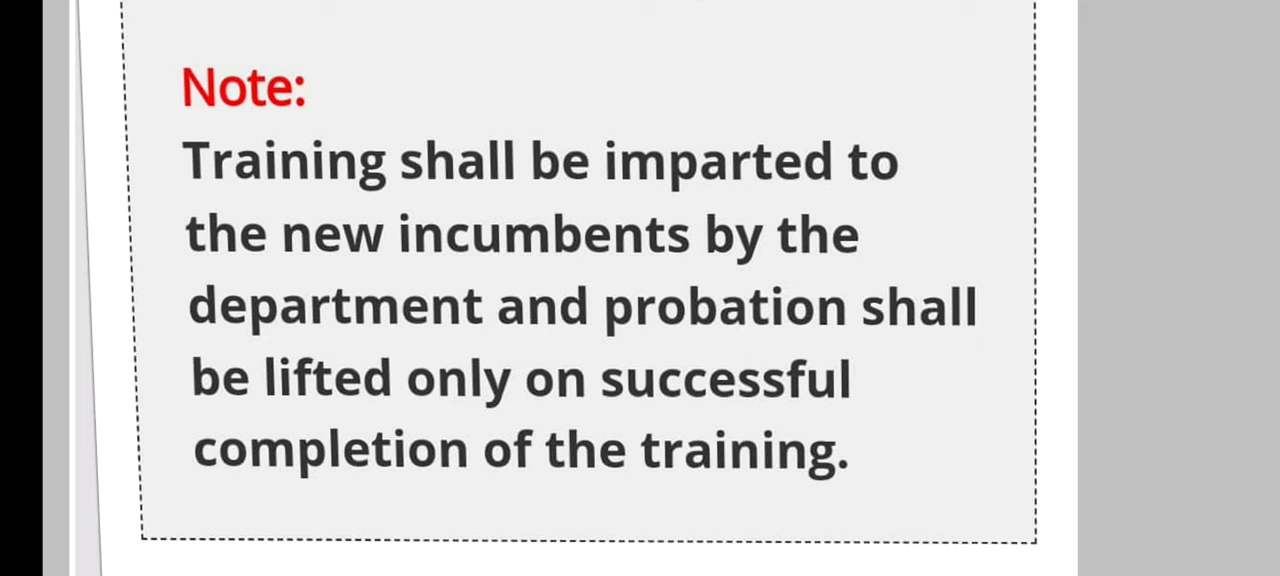 Note:
Training shall be imparted to
the new incumbents by the
department and probation shall
be lifted only on successful
completion of the training.